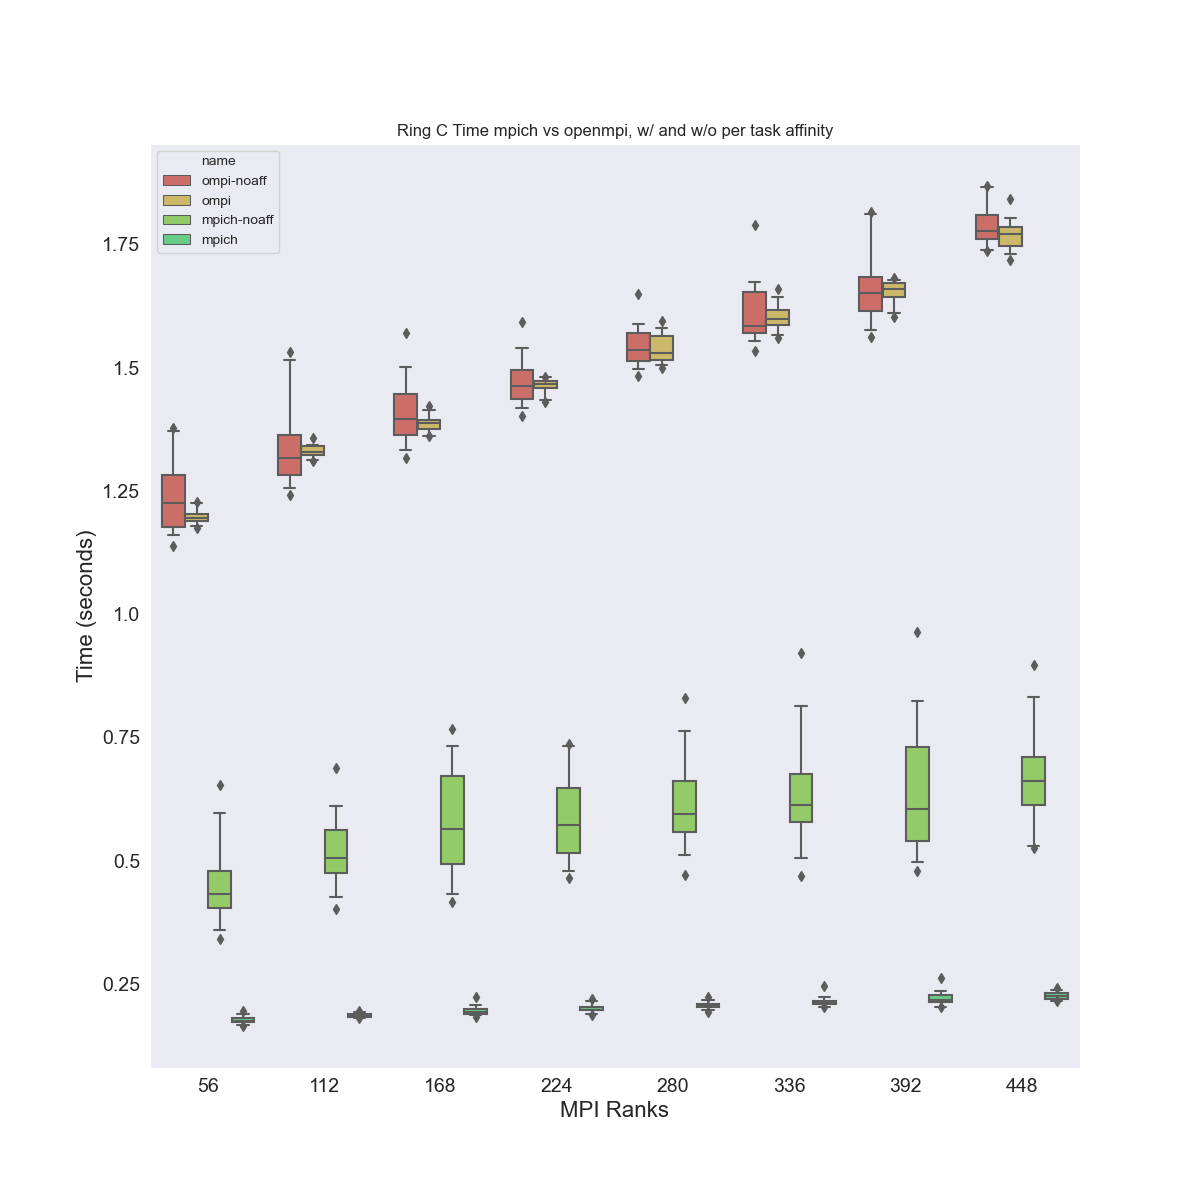 Ring C Time mpich vs openmpi, w/ and w/o per task affinity
name
ompi-noaff
ompi
mpich-noaff
mpich
1.75
1.5
1.25
1.0
0.75
0.5
0.25
Time (seconds)
56 112 168 224 280 336 392 448
MPI Ranks